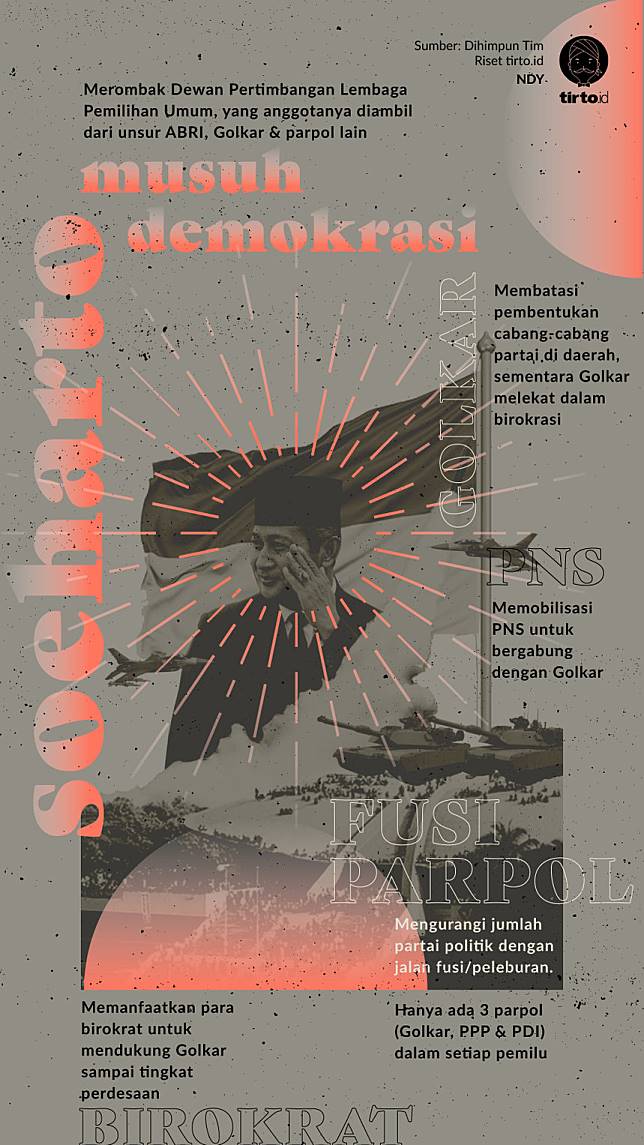 Sumber: Dihimpun Tim
Riset tirto.id
NDY
tirto.id
Merombak Dewan Pertimbangan Lembaga
Pemilihan Umum, yang anggotanya diambil
dari unsur ABRI, Golkar & parpol lain
musuh
demokrasi
soeharto
GOLKAR
Membatasi
pembentukan
cabang-cabang
partai di daerah,
sementara Golkar
melekat dalam
birokrasi
PNS
Memobilisasi
PNS untuk
bergabung
dengan Golkar
FUSI
PARPOL
Mengurangi jumlah
partai politik dengan
jalan fusi/peleburan.
Hanya ada 3 parpol
(Golkar, PPP & PDI)
dalam setiap pemilu
Memanfaatkan para
birokrat untuk
mendukung Golkar
sampai tingkat
perdesaan
BIROKRAT